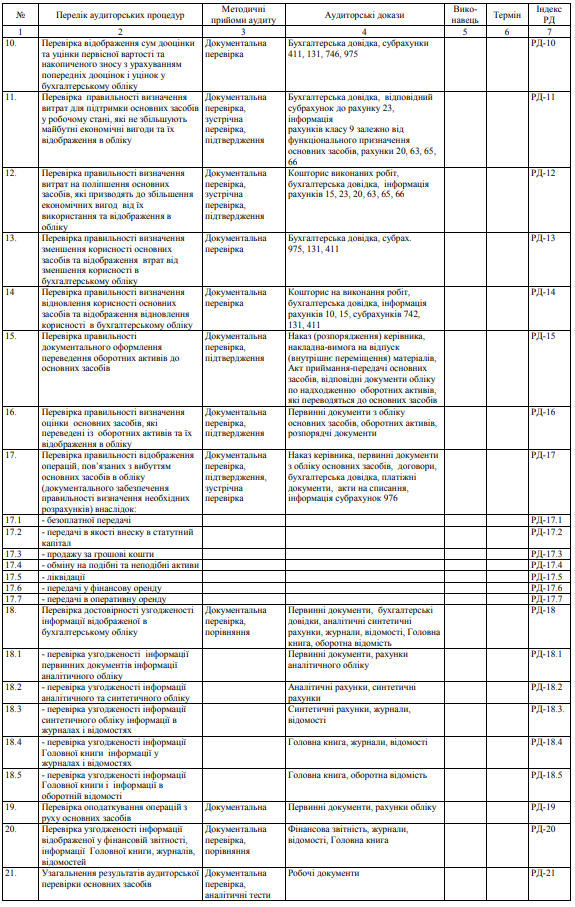 №
Перелік аудиторських процедур
Методичні
прийоми аудиту
Аудиторські докази
Вико-
навець
Термін
Індекс
РД
1
2
3
4
5
6
7
10.
Перевірка відображення сум дооцінки
та уцінки первісної вартості та
накопиченого зносу з урахуванням
попередніх дооцінок і уцінок у
бухгалтерському обліку
Документальна
перевірка
Бухгалтерська довідка, субрахунки
411, 131, 746, 975
РД-10
11.
Перевірка правильності визначення
витрат для підтримки основних засобів
у робочому стані, які не збільшують
майбутні економічні вигоди та їх
відображення в обліку
Документальна
перевірка,
зустрічна
перевірка,
підтвердження
Бухгалтерська довідка, відповідний
субрахунок до рахунку 23,
інформація
рахунків класу 9 залежно від
функціонального призначення
основних засобів, рахунки 20, 63, 65,
66
РД-11
12.
Перевірка правильності визначення
витрат на поліпшення основних
засобів, які призводять до збільшення
економічних вигод від їх
використання та відображення в
обліку
Документальна
перевірка,
зустрічна
перевірка,
підтвердження
Кошторис виконаних робіт,
бухгалтерська довідка, інформація
рахунків 15, 23, 20, 63, 65, 66
РД-12
13.
Перевірка правильності визначення
зменшення корисності основних
засобів та відображення втрат від
зменшення корисності в
бухгалтерському обліку
Документальна
перевірка
Бухгалтерська довідка, субрах.
975, 131, 411
РД-13
14
Перевірка правильності визначення
відновлення корисності основних
засобів та відображення відновлення
корисності в бухгалтерському обліку
Документальна
перевірка
Кошторис на виконання робіт,
бухгалтерська довідка, інформація
рахунків 10, 15, субрахунків 742,
131, 411
РД-14
15.
Перевірка правильності
документального оформлення
переведення оборотних активів до
основних засобів
Документальна
перевірка,
підтвердження
Наказ (розпорядження) керівника,
накладна-вимога на відпуск
(внутрішнє переміщення) матеріалів,
Акт приймання-передачі основних
засобів, відповідні документи обліку
по надходженню оборотних активів,
які переводяться до основних засобів
РД-15
16.
Перевірка правильності визначення
оцінки основних засобів, які
переведені із оборотних активів та їх
відображення в обліку
Документальна
перевірка,
підтвердження
Первинні документи з обліку
основних засобів, оборотних активів,
розпорядчі документи
РД-16
17.
Перевірка правильності відображення
операцій, пов’язаних з вибуттям
основних засобів в обліку
(документального забезпечення
правильності визначення необхідних
розрахунків) внаслідок:
Документальна
перевірка,
підтвердження,
зустрічна
перевірка
Наказ керівника, первинні документи
з обліку основних засобів, договори,
бухгалтерська довідка, платіжні
документи, акти на списання,
інформація субрахунок 976
РД-17
17.1
- безоплатної передачі
РД-17.1
17.2
- передачі в якості внеску в статутний
капітал
РД-17.2
17.3
- продажу за грошові кошти
РД-17.3
17.4
- обміну на подібні та неподібні активи
РД-17.4
17.5
- ліквідації
РД-17.5
17.6
- передачі у фінансову оренду
РД-17.6
17.7
- передачі в оперативну оренду
РД-17.7
18.
Перевірка достовірності узгодженості
інформації відображеної в
бухгалтерському обліку
Документальна
перевірка,
порівняння
Первинні документи, бухгалтерські
довідки, аналітичні синтетичні
рахунки, журнали, відомості, Головна
книга, оборотна відомість
РД-18
18.1
- перевірка узгодженості інформації
первинних документів інформації
аналітичного обліку
Первинні документи, рахунки
аналітичного обліку
РД-18.1
18.2
- перевірка узгодженості інформації
аналітичного та синтетичного обліку
Аналітичні рахунки, синтетичні
рахунки
РД-18.2
18.3
- перевірка узгодженості інформації
синтетичного обліку інформації в
журналах і відомостях
Синтетичні рахунки, журнали,
відомості
РД-18.3.
18.4
- перевірка узгодженості інформації
Головної книги інформації у
журналах і відомостях
Головна книга, журнали, відомості
РД-18.4
18.5
- перевірка узгодженості інформації
Головної книги і інформації в
оборотній відомості
Головна книга, оборотна відомість
РД-18.5
19.
Перевірка оподаткування операцій з
руху основних засобів
Документальна
Первинні документи, рахунки обліку
РД-19
20.
Перевірка узгодженості інформації
відображеної у фінансовій звітності,
інформації Головної книги, журналів,
відомостей
Документальна
перевірка,
порівняння
Фінансова звітність, журнали,
відомості, Головна книга
РД-20
21.
Узагальнення результатів аудиторської
перевірки основних засобів
Документальна
перевірка,
аналітичні тести
Робочі документи
РД-21